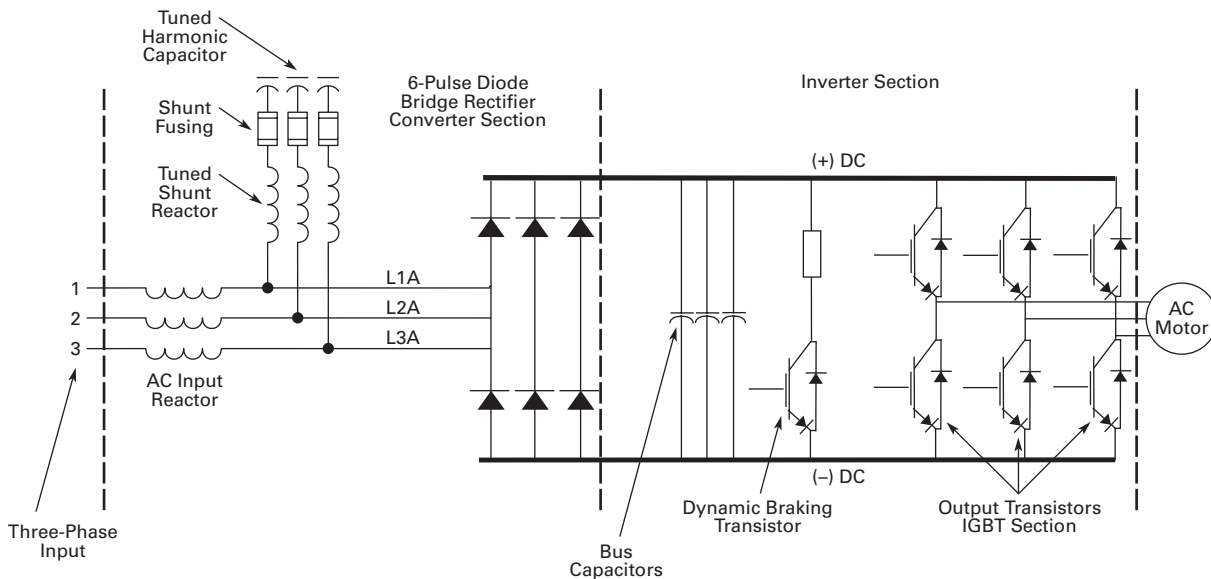 Tuned
Harmonic
Capacitor
Shunt
Fusing
Tuned
Shunt
Reactor
6-Pulse Diode
Bridge Rectifier
Converter Section
Inverter Section
(+) DC
1
2
3
L1A
L2A
L3A
AC Input
Reactor
AC
Motor
(–) DC
Three-Phase
Input
Bus
Capacitors
Dynamic Braking
Transistor
Output Transistors
IGBT Section